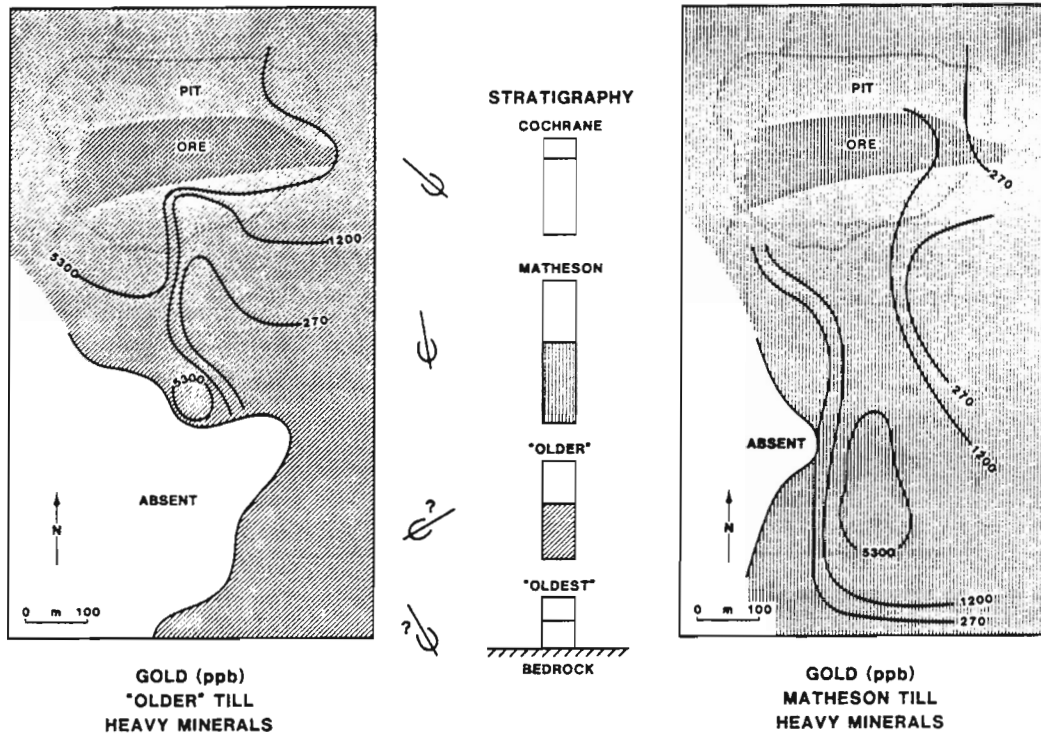 PIT
ORE
5300
1200
270
5300
ABSENT
N
0 m 100
GOLD (ppb)
"OLDER" TILL
HEAVY MINERALS
STRATIGRAPHY
COCHRANE
MATHESON
"OLDER"
?
"OLDEST"
?
BEDROCK
PIT
ORE
270
270
1200
ABSENT
5300
N
1200
270
0 m 100
GOLD (ppb)
MATHESON TILL
HEAVY MINERALS